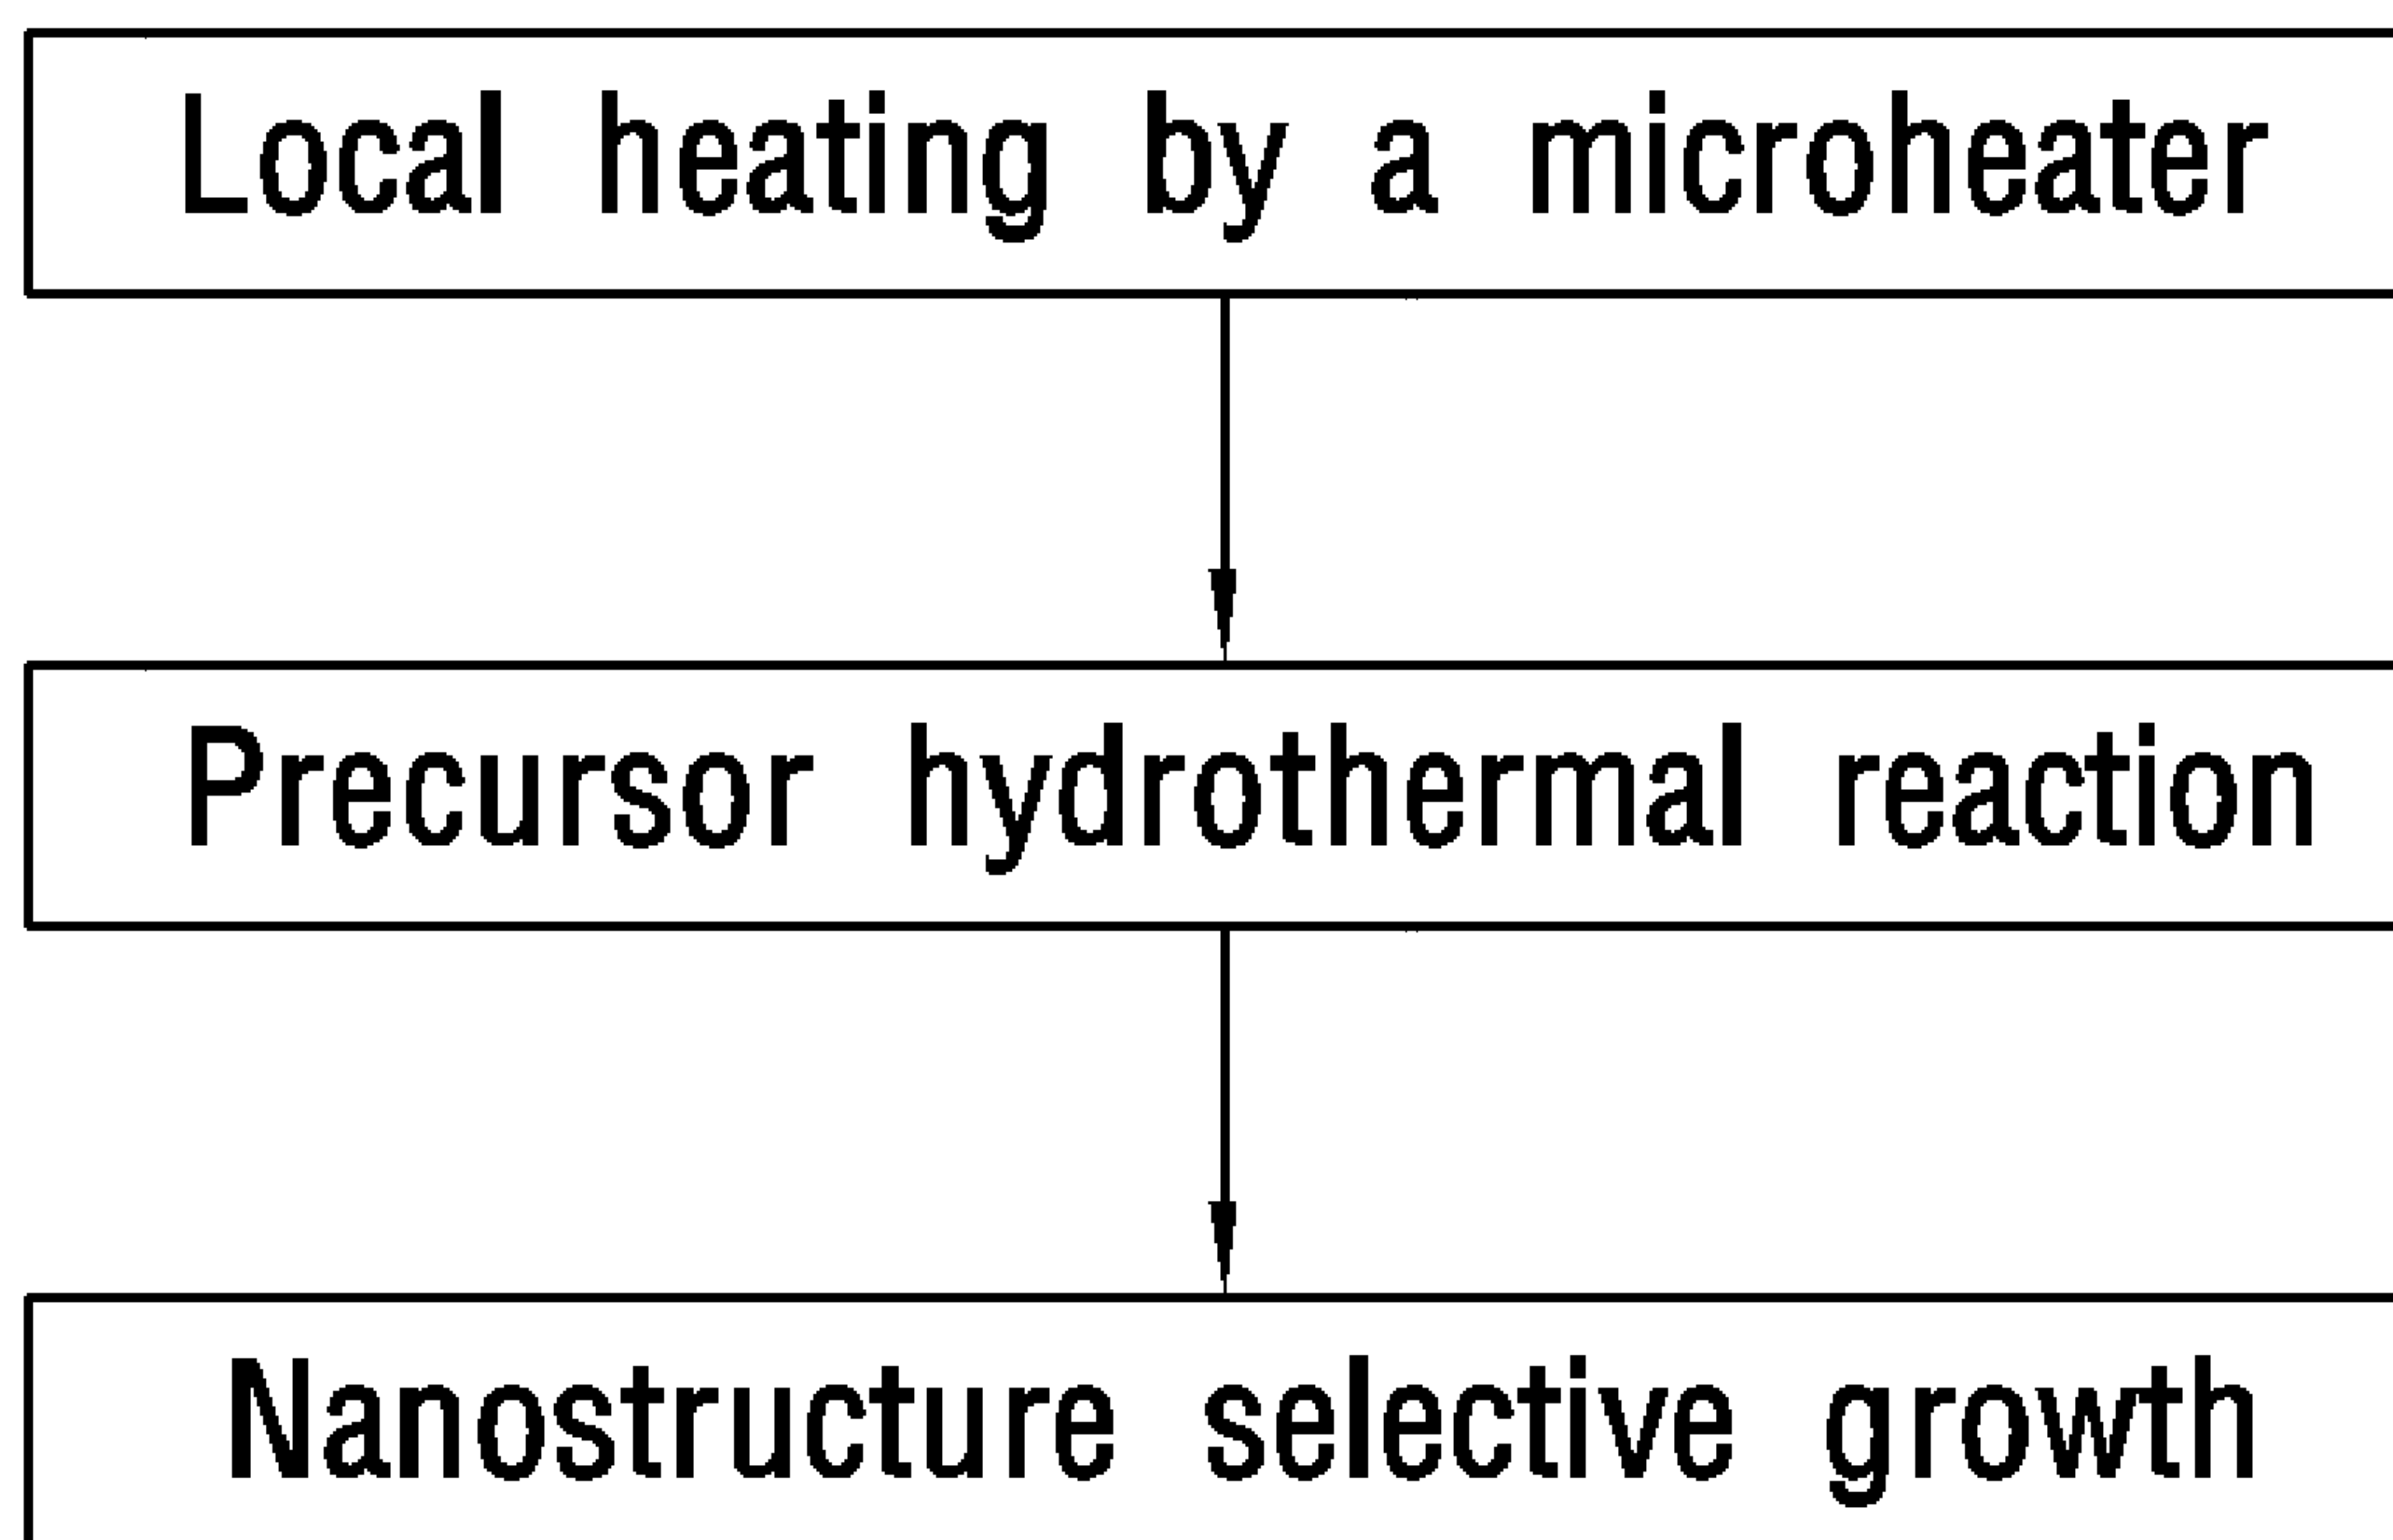 Local heating by a microheater
Precursor hydrothermal reaction
Nanostructure selective growth